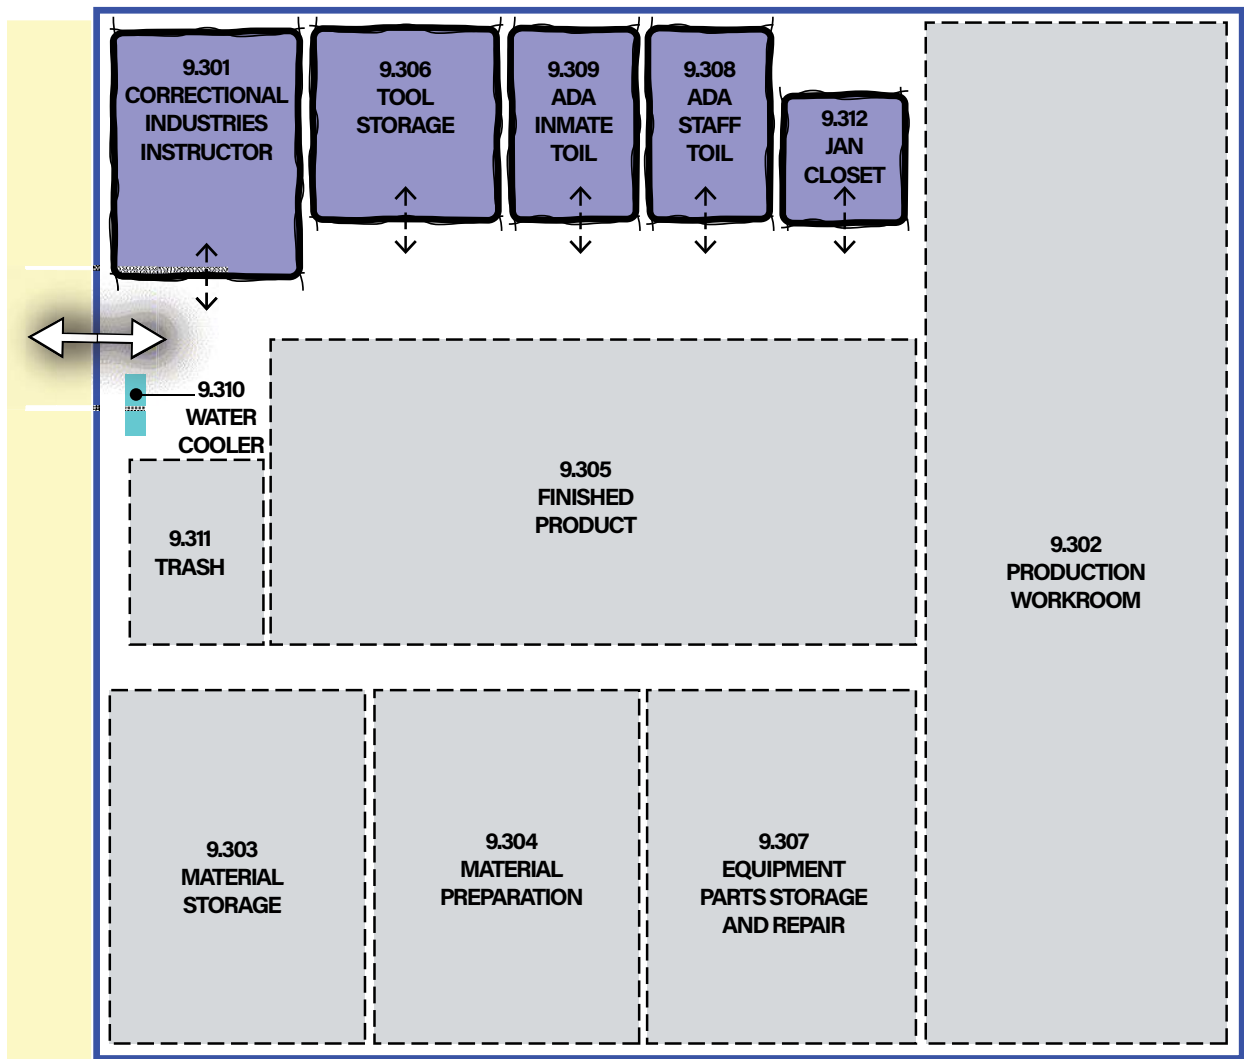 9.301
CORRECTIONAL
INDUSTRIES
INSTRUCTOR
9.306
TOOL
STORAGE
9.309
ADA
INMATE
TOIL
9.308
ADA
STAFF
TOIL
9.312
JAN
CLOSET
9.310
WATER
COOLER
9.305
FINISHED
PRODUCT
9.311
TRASH
9.302
PRODUCTION
WORKROOM
9.303
MATERIAL
STORAGE
9.304
MATERIAL
PREPARATION
9.307
EQUIPMENT
PARTS STORAGE
AND REPAIR